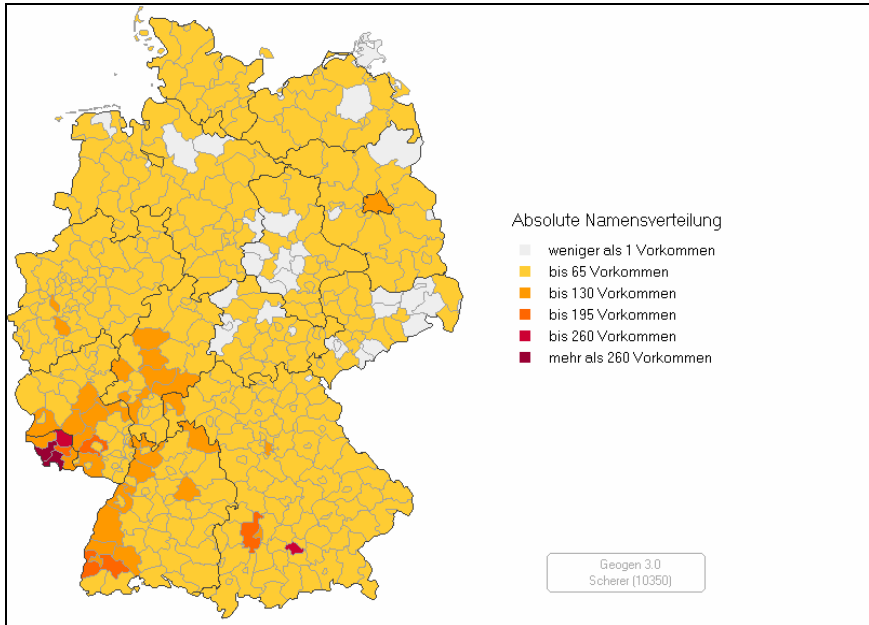 Absolute Namensverteilung
weniger als 1 Vorkommen
bis 65 Vorkommen
bis 130 Vorkommen
bis 195 Vorkommen
bis 260 Vorkommen
mehr als 260 Vorkommen
Geogen 3.0
Scherer (10350)